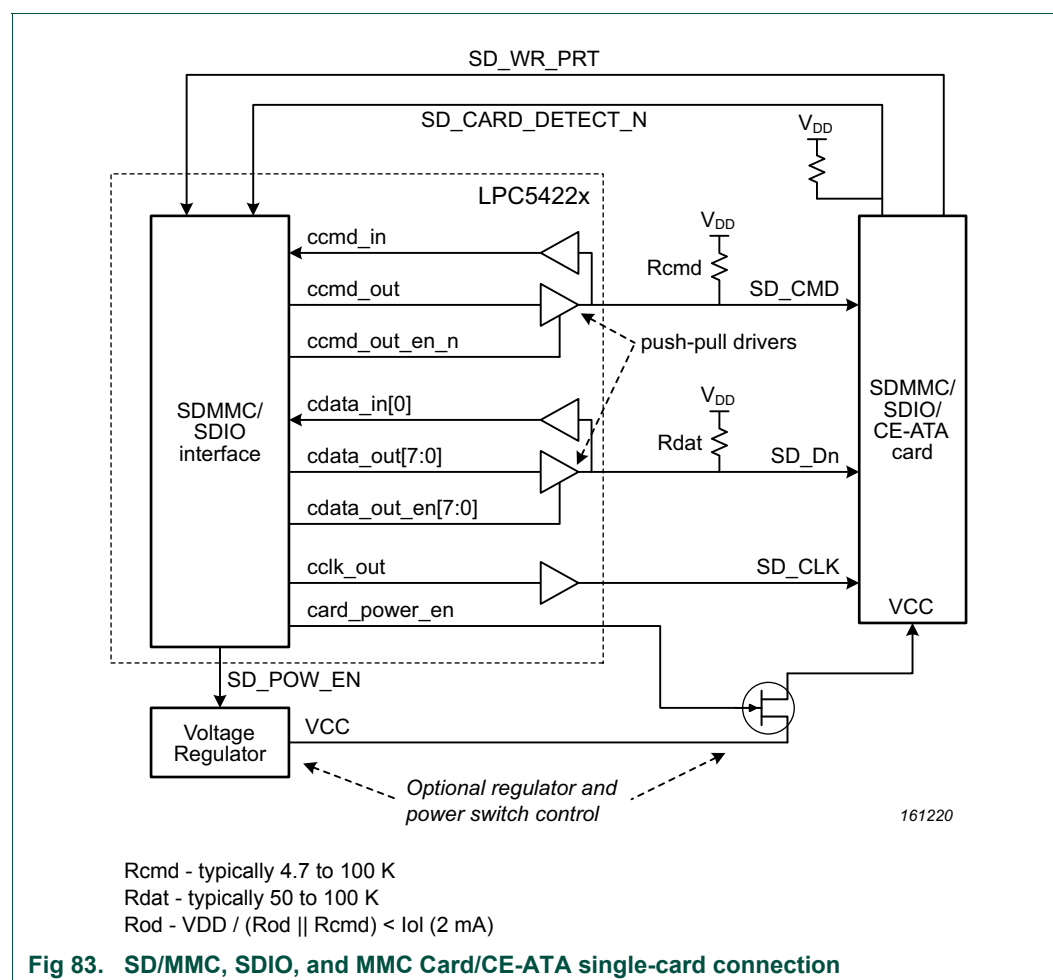 SD_WR_PRT
SD_CARD_DETECT_N
VDD
LPC5422x
ccmd_in
VDD
Rcmd
ccmd_out
SD_CMD
ccmd_out_en_n
push-pull drivers
cdata_in[0]
VDD
SDMMC/
SDIO
interface
SDMMC/
SDIO/
CE-ATA
card
Rdat
cdata_out[7:0]
SD_Dn
cdata_out_en[7:0]
cclk_out
SD_CLK
card_power_en
VCC
SD_POW_EN
Voltage
Regulator
VCC
Optional regulator and
power switch control
161220
Rcmd - typically 4.7 to 100 K
Rdat - typically 50 to 100 K
Rod - VDD / (Rod || Rcmd) < Iol (2 mA)
Fig 83. SD/MMC, SDIO, and MMC Card/CE-ATA single-card connection